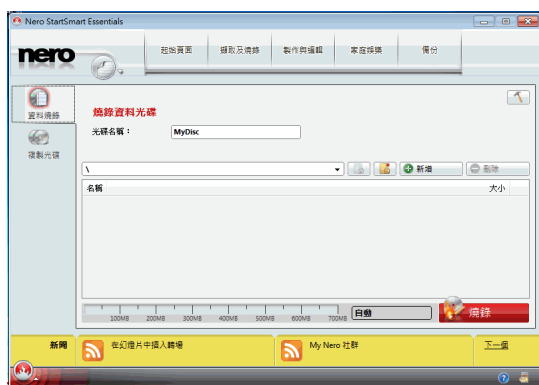 Nero StartSmart Essentials
nero
起始頁面 擷取及燒錄 製作與編輯 家庭娛樂 備份
資料燒錄
複製光碟
燒錄資料光碟
光碟名稱： MyDisc
\
新增 刪除
名稱 大小
100MB 200MB 300MB 400MB 500MB 600MB 700MB
自動
燒錄
新聞 在幻燈片中插入轉場 My Nero 社群 下一個